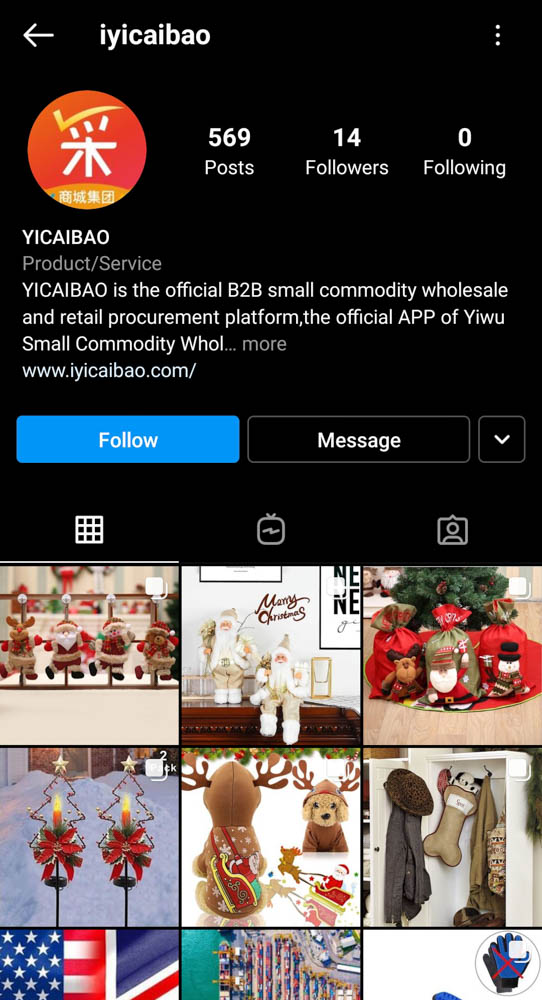 iyicaibao
采
商城集团
569
14
0
Posts
Followers
Following
YICAIBAO
Product/Service
YICAIBAO is the official B2B small commodity wholesale
and retail procurement platform,the official APP of Yiwu
Small Commodity Whol... more
www.iyicaibao.com/
Follow
Message
Merry
Christmas
NE
NE
2